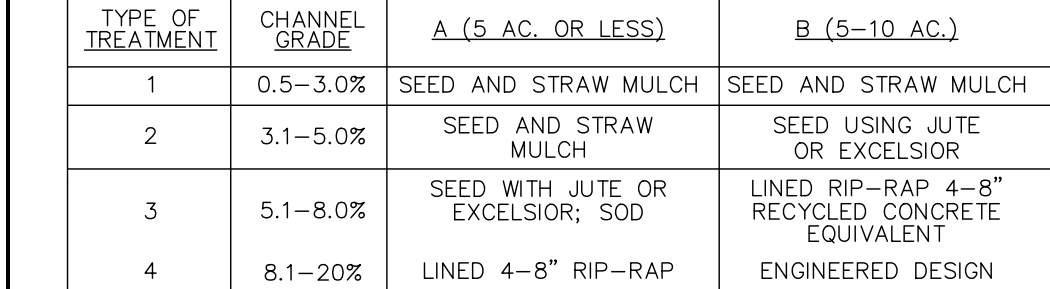 TYPE OF TREATMENT CHANNEL GRADE A (5 AC. OR LESS) B (5–10 AC.)
1 0.5–3.0% SEED AND STRAW MULCH SEED AND STRAW MULCH
2 3.1–5.0% SEED AND STRAW MULCH SEED USING JUTE OR EXCELSIOR
3 5.1–8.0% SEED WITH JUTE OR EXCELSIOR; SOD LINED RIP–RAP 4–8" RECYCLED CONCRETE EQUIVALENT
4 8.1–20% LINED 4–8" RIP–RAP ENGINEERED DESIGN